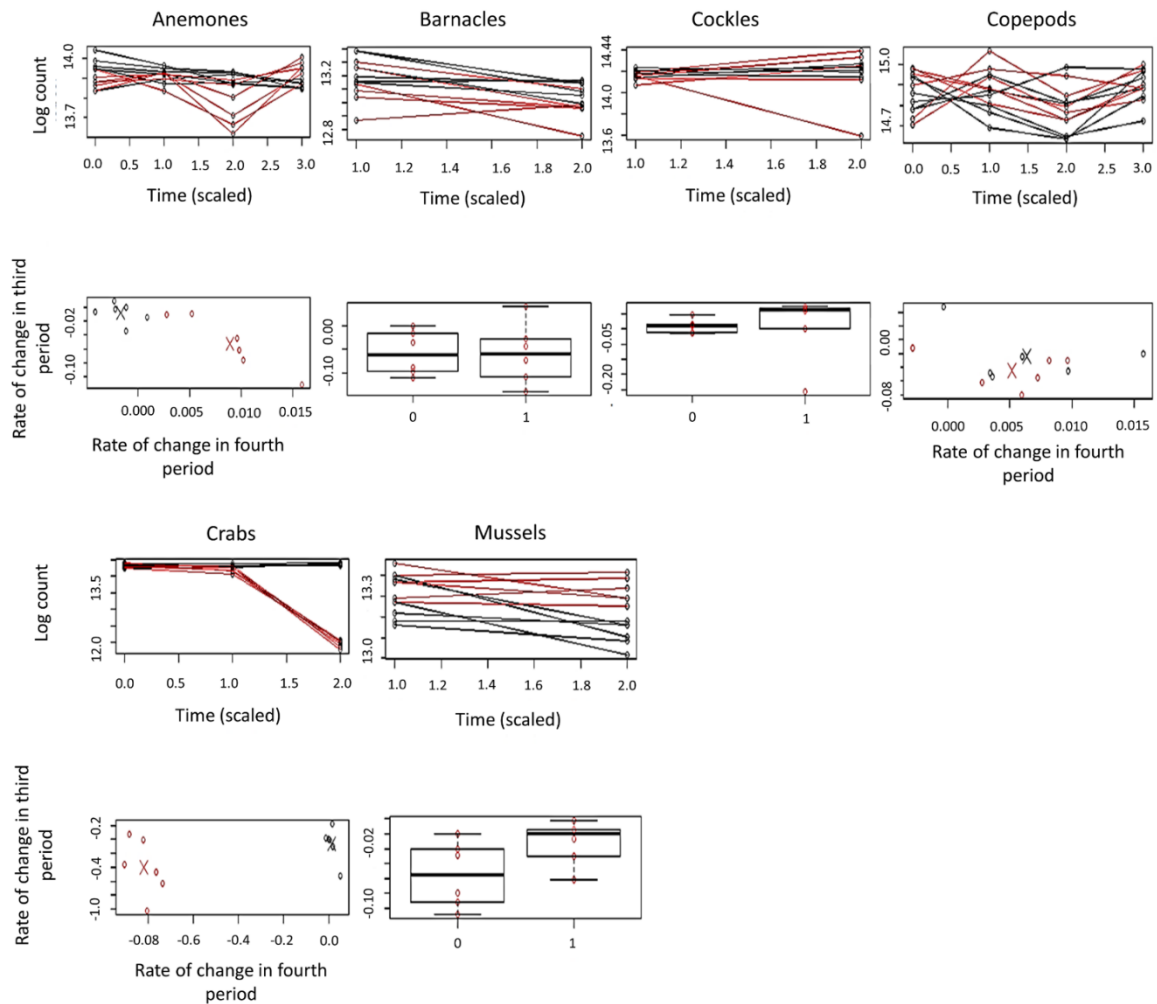 Anemones
Barnacles
Cockles
Copepods
Log count
14.0
13.7
0.0 0.5 1.0 1.5 2.0 2.5 3.0
Time (scaled)
13.2
12.8
1.0 1.2 1.4 1.6 1.8 2.0
Time (scaled)
14.44
14.0
13.6
1.0 1.2 1.4 1.6 1.8 2.0
Time (scaled)
15.0
14.7
0.0 0.5 1.0 1.5 2.0 2.5 3.0
Time (scaled)
Rate of change in third
period
-0.02
-0.10
0.000 0.005 0.010 0.015
Rate of change in fourth
period
0.00
-0.10
0 1
-0.05
-0.20
-
0 1
0.00
-0.08
0.000 0.005 0.010 0.015
Rate of change in fourth
period
Crabs
Mussels
Log count
13.5
12.0
0.0 0.5 1.0 1.5 2.0
Time (scaled)
13.3
13.0
1.0 1.2 1.4 1.6 1.8 2.0
Time (scaled)
Rate of change in third
period
-0.2
-0.4
-1.0
-0.08 -0.6 -0.4 -0.2 0.0
Rate of change in fourth
period
-0.02
-0.10
0 1